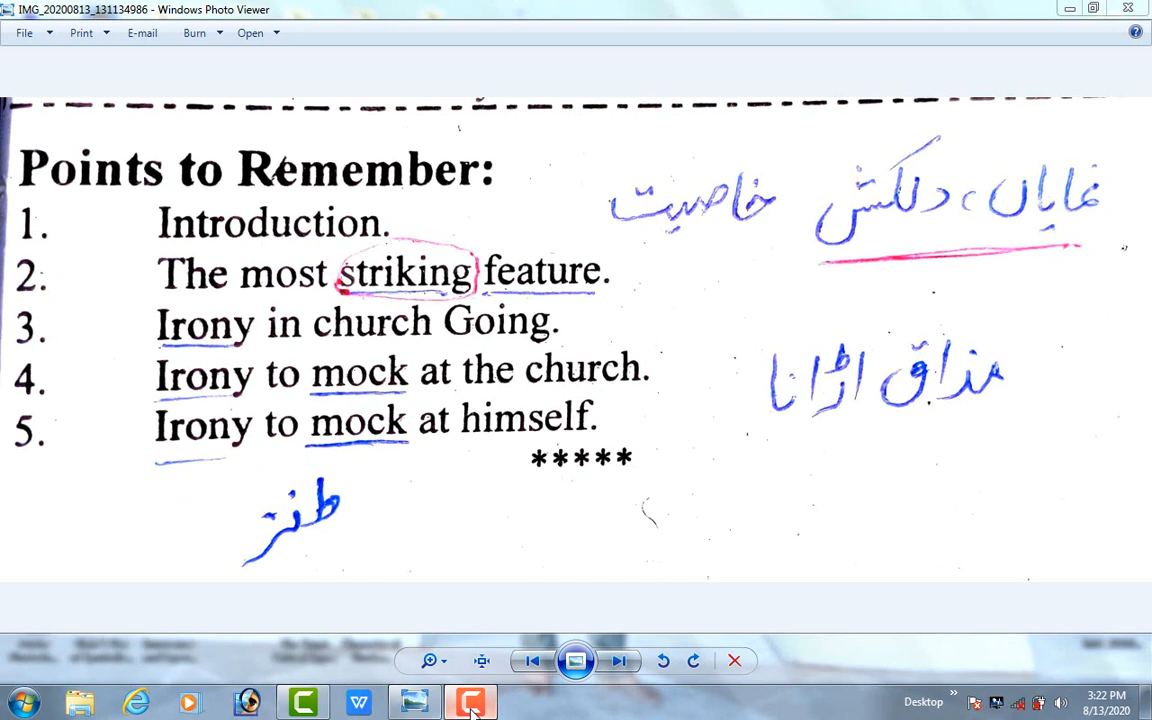 IMG_20200813_131134986 - Windows Photo Viewer
File Print E-mail Burn Open
Points to Remember:
1. Introduction.
2. The most striking feature.
3. Irony in church Going.
4. Irony to mock at the church.
5. Irony to mock at himself.
*****
نمایاں، دلکش خاصیت
مذاق اڑانا
طنز
Desktop
3:22 PM
8/13/2020